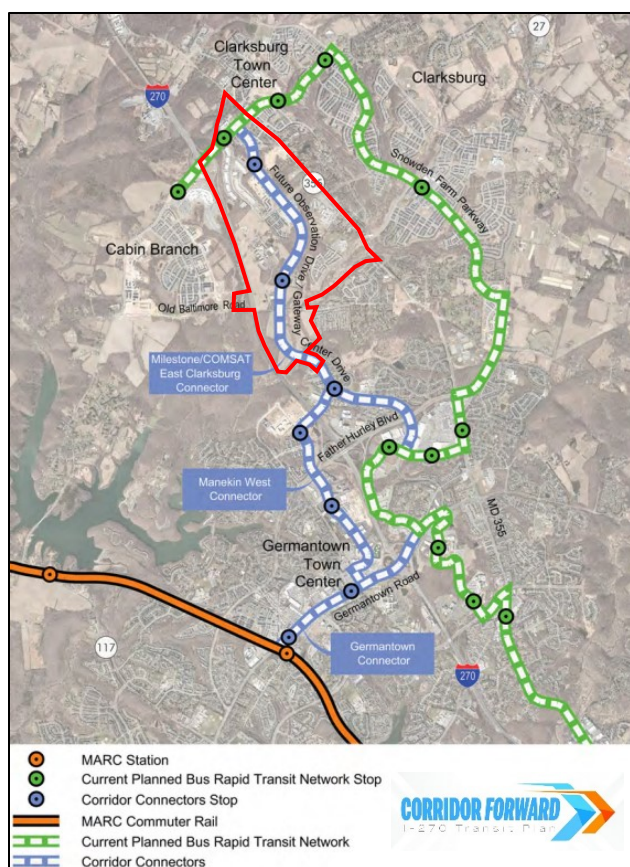 27
Clarksburg
Town
Center
Clarksburg
270
355
Snowden Farm Parkway
Future Observation Drive / Gateway Center Drive
Cabin Branch
Old Baltimore Road
Milestone/COMSAT
East Clarksburg
Connector
Father Hurley Blvd
Manekin West
Connector
MD 355
Germantown
Town
Center
Germantown Road
117
Germantown
Connector
270
MARC Station
Current Planned Bus Rapid Transit Network Stop
Corridor Connectors Stop
MARC Commuter Rail
Current Planned Bus Rapid Transit Network
Corridor Connectors
CORRIDOR FORWARD
I-270 Transit Plan